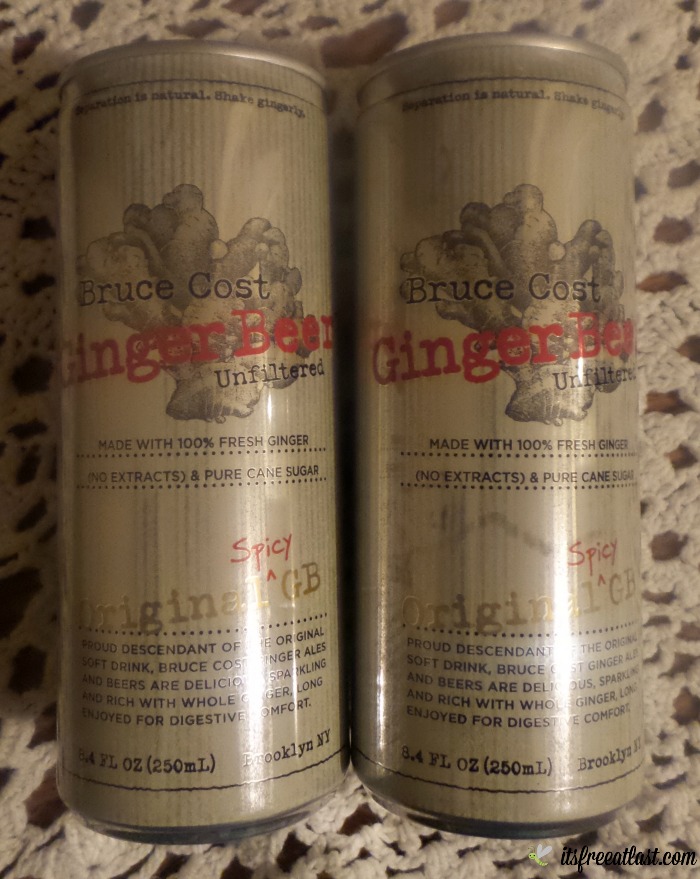 Separation is natural. Shake gingerly.
Bruce Cost
Ginger Beer
Unfiltered
MADE WITH 100% FRESH GINGER
(NO EXTRACTS) & PURE CANE SUGAR
Spicy
Original ^ GB
PROUD DESCENDANT OF THE ORIGINAL
SOFT DRINK, BRUCE COST GINGER ALES
AND BEERS ARE DELICIOUS, SPARKLING
AND RICH WITH WHOLE GINGER, LONG
ENJOYED FOR DIGESTIVE COMFORT.
8.4 FL OZ (250mL) Brooklyn NY
Separation is natural. Shake gingerly.
Bruce Cost
Ginger Beer
Unfiltered
MADE WITH 100% FRESH GINGER
(NO EXTRACTS) & PURE CANE SUGAR
Spicy
Original ^ GB
PROUD DESCENDANT OF THE ORIGINAL
SOFT DRINK, BRUCE COST GINGER ALES
AND BEERS ARE DELICIOUS, SPARKLING
AND RICH WITH WHOLE GINGER, LONG
ENJOYED FOR DIGESTIVE COMFORT.
8.4 FL OZ (250mL) Brooklyn NY
itsfreeatlast.com